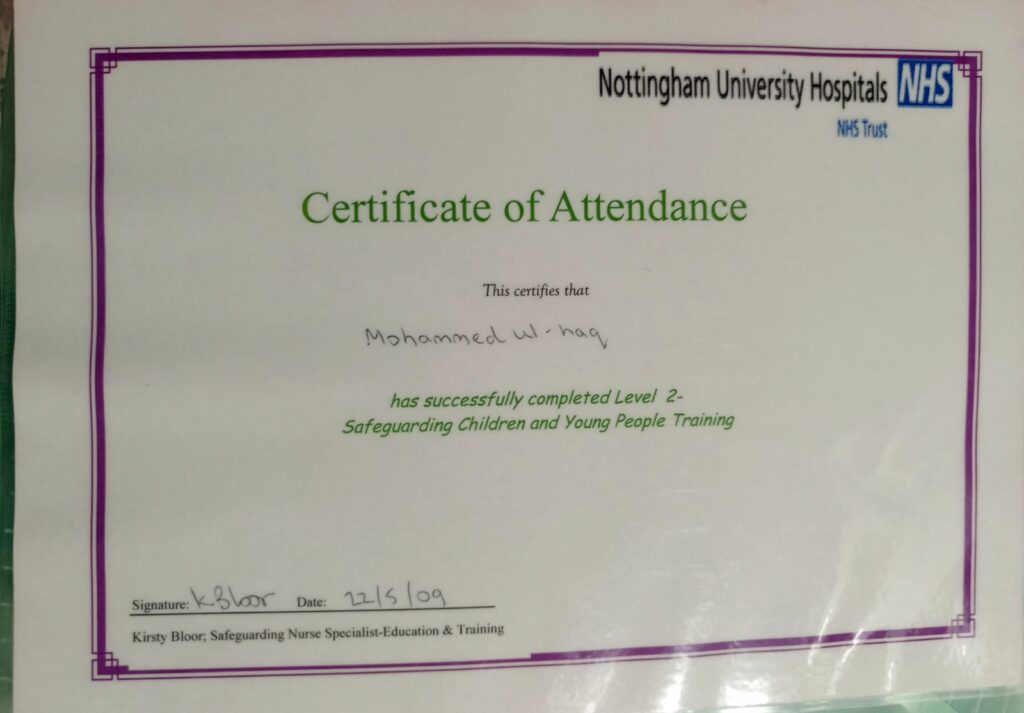 Nottingham University Hospitals NHS
NHS Trust
Certificate of Attendance
This certifies that
Mohammed Ul-haq
has successfully completed Level 2-
Safeguarding Children and Young People Training
Signature: K Bloor Date: 22/5/09
Kirsty Bloor; Safeguarding Nurse Specialist-Education & Training